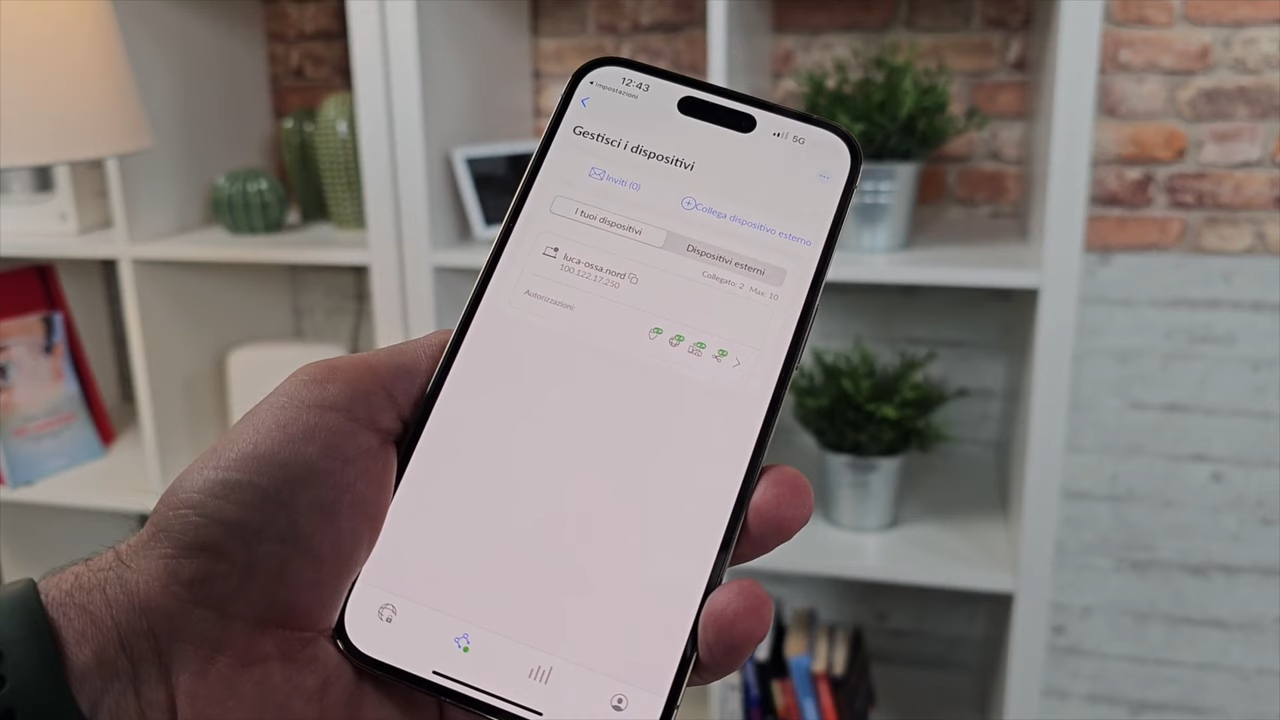 12:43
Impostazioni
5G
Gestisci i dispositivi
Inviti (0)
Collega dispositivo esterno
I tuoi dispositivi
Dispositivi esterni
Collegato: 2 Max: 10
luca-ossa.nord
100.122.17.250
Autorizzazioni: